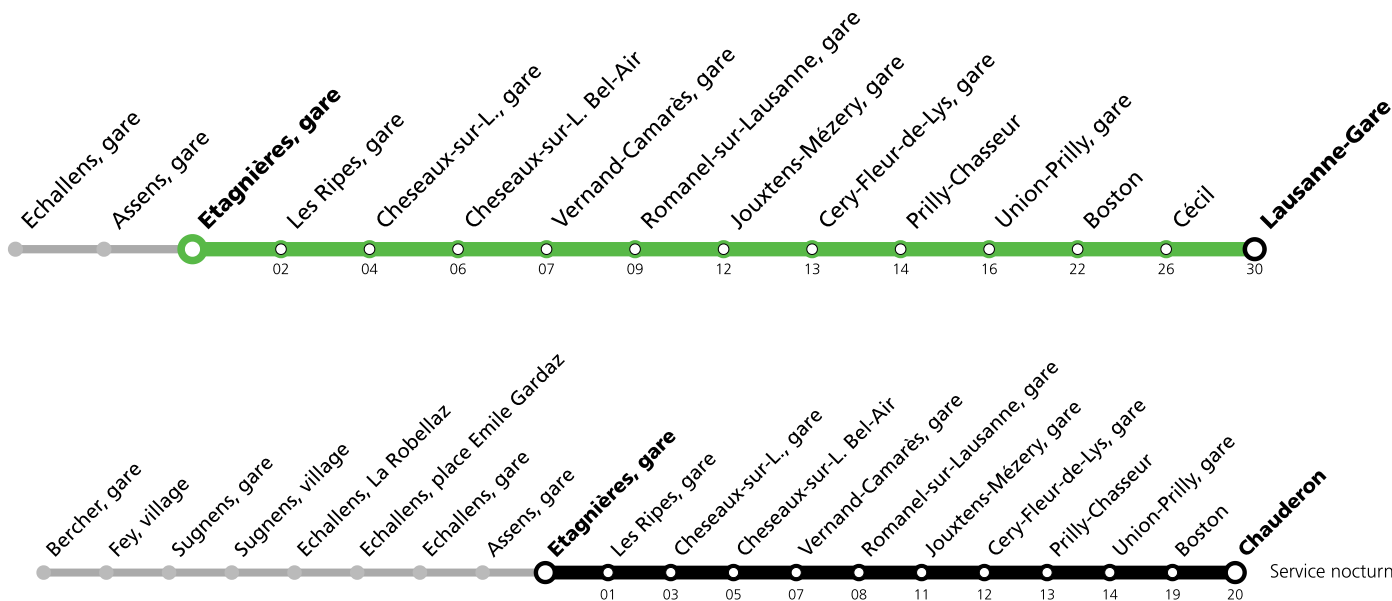 Echallens, gare
Assens, gare
Etagnières, gare
Les Ripes, gare
Cheseaux-sur-L., gare
Cheseaux-sur-L. Bel-Air
Vernand-Camarès, gare
Romanel-sur-Lausanne, gare
Jouxtens-Mézery, gare
Cery-Fleur-de-Lys, gare
Prilly-Chasseur
Union-Prilly, gare
Boston
Cécil
Lausanne-Gare
02 04 06 07 09 12 13 14 16 22 26 30
Bercher, gare
Fey, village
Sugnens, gare
Sugnens, village
Echallens, La Robellaz
Echallens, place Emile Gardaz
Echallens, gare
Assens, gare
Etagnières, gare
Les Ripes, gare
Cheseaux-sur-L., gare
Cheseaux-sur-L. Bel-Air
Vernand-Camarès, gare
Romanel-sur-Lausanne, gare
Jouxtens-Mézery, gare
Cery-Fleur-de-Lys, gare
Prilly-Chasseur
Union-Prilly, gare
Boston
Chauderon
Service nocturn
01 03 05 07 08 11 12 13 14 19 20